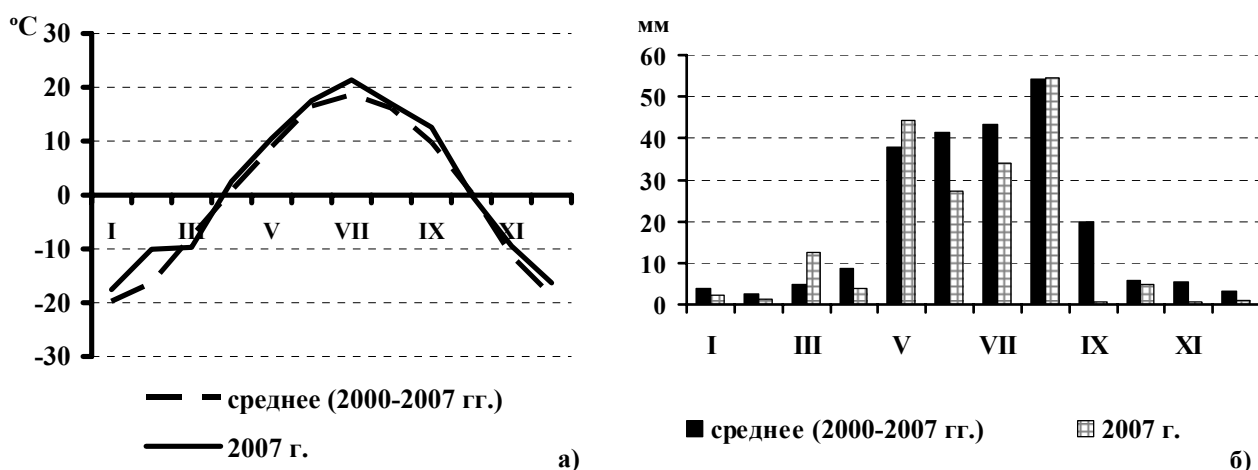 ºC
30
20
10
0
-10
-20
-30
I III V VII IX XI
среднее (2000-2007 гг.)
2007 г.
а)
мм
60
50
40
30
20
10
0
I III V VII IX XI
среднее (2000-2007 гг.) 2007 г.
б)